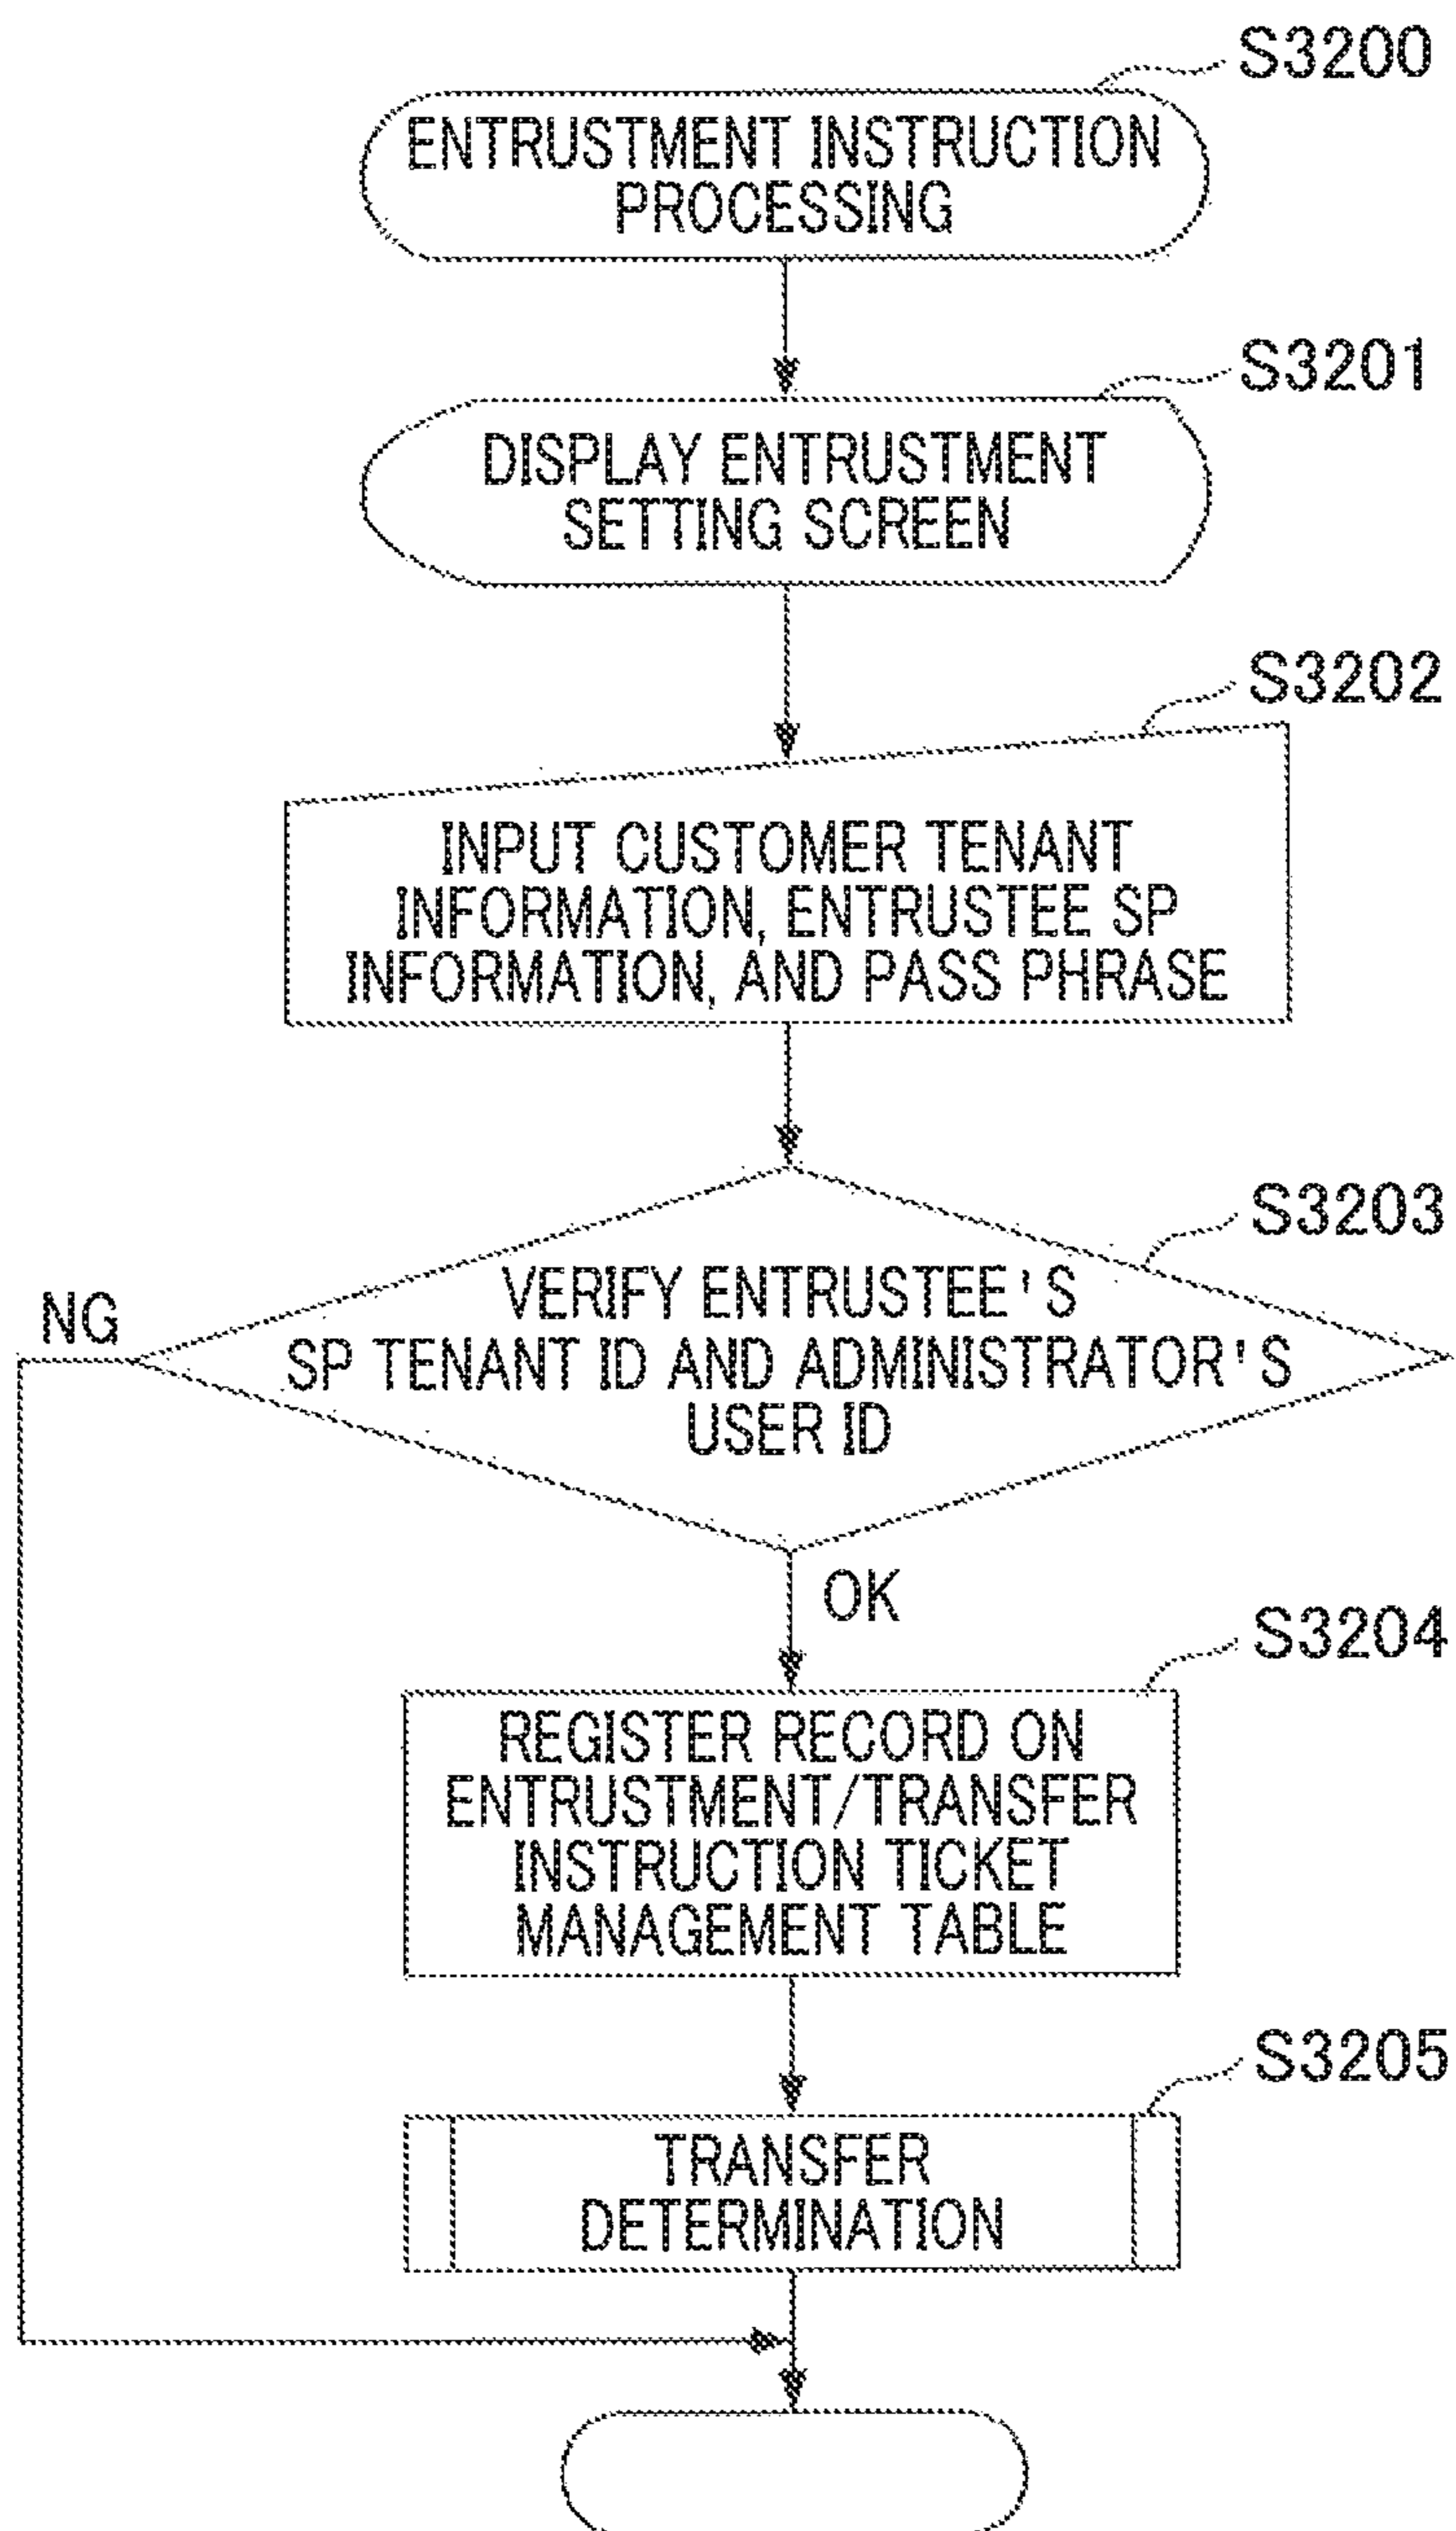 S3200
ENTRUSTMENT INSTRUCTION
PROCESSING
S3201
DISPLAY ENTRUSTMENT
SETTING SCREEN
S3202
INPUT CUSTOMER TENANT
INFORMATION, ENTRUSTEE SP
INFORMATION, AND PASS PHRASE
S3203
NG
VERIFY ENTRUSTEE'S
SP TENANT ID AND ADMINISTRATOR'S
USER ID
OK
S3204
REGISTER RECORD ON
ENTRUSTMENT/TRANSFER
INSTRUCTION TICKET
MANAGEMENT TABLE
S3205
TRANSFER
DETERMINATION